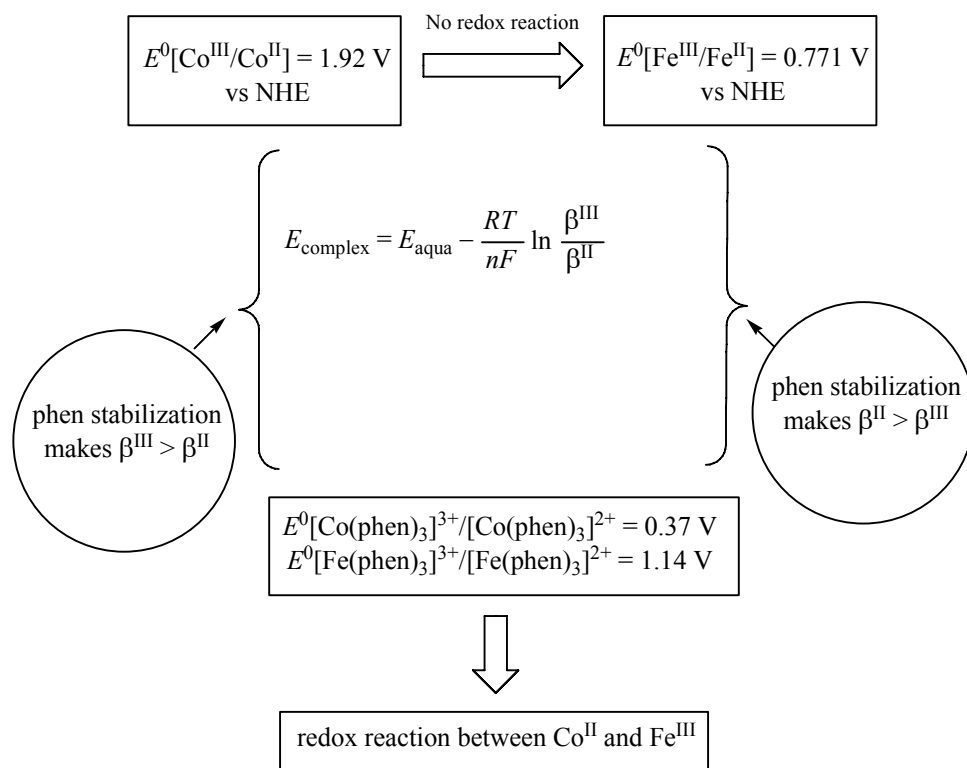 No redox reaction
E⁰[Coᴵᴵᴵ/Coᴵᴵ] = 1.92 V
vs NHE
E⁰[Feᴵᴵᴵ/Feᴵᴵ] = 0.771 V
vs NHE
E_complex = E_aqua − RT/nF ln βᴵᴵᴵ/βᴵᴵ
phen stabilization
makes βᴵᴵᴵ > βᴵᴵ
phen stabilization
makes βᴵᴵ > βᴵᴵᴵ
E⁰[Co(phen)₃]³⁺/[Co(phen)₃]²⁺ = 0.37 V
E⁰[Fe(phen)₃]³⁺/[Fe(phen)₃]²⁺ = 1.14 V
redox reaction between Coᴵᴵ and Feᴵᴵᴵ